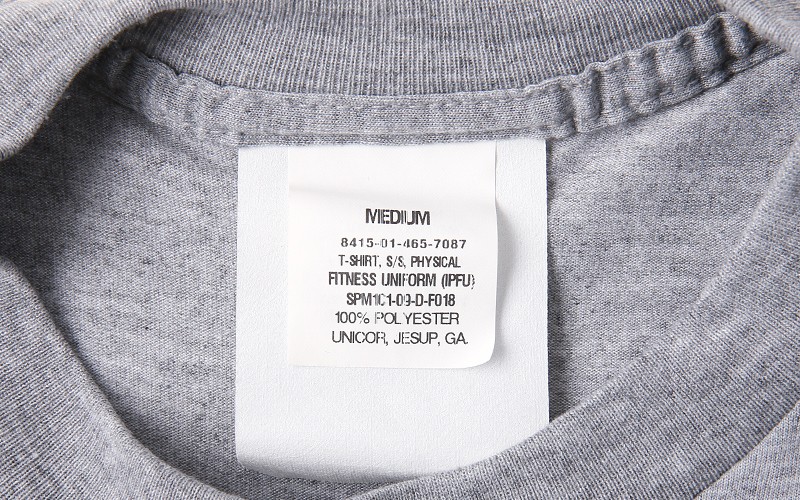 MEDIUM
8415-01-465-7087
T-SHIRT, S/S, PHYSICAL
FITNESS UNIFORM (IPFU)
SPM1C1-09-D-F018
100% POLYESTER
UNICOR, JESUP, GA.